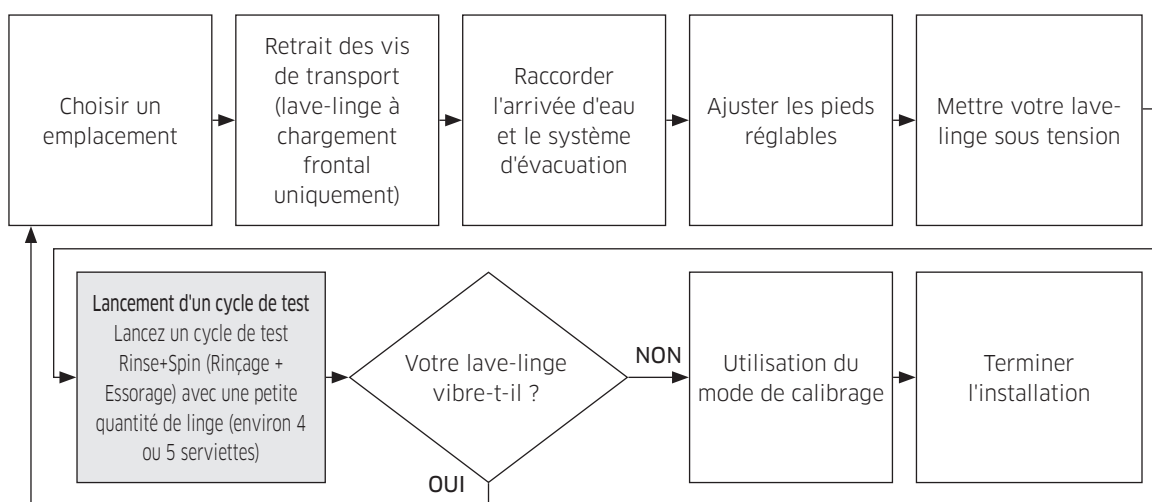 Choisir un
emplacement
Retrait des vis
de transport
(lave-linge à
chargement
frontal
uniquement)
Raccorder
l'arrivée d'eau
et le système
d'évacuation
Ajuster les pieds
réglables
Mettre votre lave-
linge sous tension
Lancement d'un cycle de test
Lancez un cycle de test
Rinse+Spin (Rinçage +
Essorage) avec une petite
quantité de linge (environ 4
ou 5 serviettes)
Votre lave-linge
vibre-t-il ?
NON
OUI
Utilisation du
mode de calibrage
Terminer
l'installation